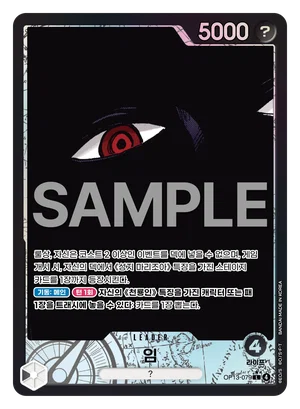 5000 ?
SAMPLE
룰상, 자신은 코스트 2 이상인 이벤트를 덱에 넣을 수 없으며, 게임
개시 시, 자신의 덱에서 《성지 마리조아》 특징을 가진 스테이지
카드를 1장까지 등장시킨다.
기동: 메인 턴 1회 자신의 《천룡인》 특징을 가진 캐릭터 또는 패
1장을 트래시에 놓을 수 있다: 카드를 1장 뽑는다.
LEADER
임
?
4
라이프
OP13-079 L
BANDAI MADE IN KOREA